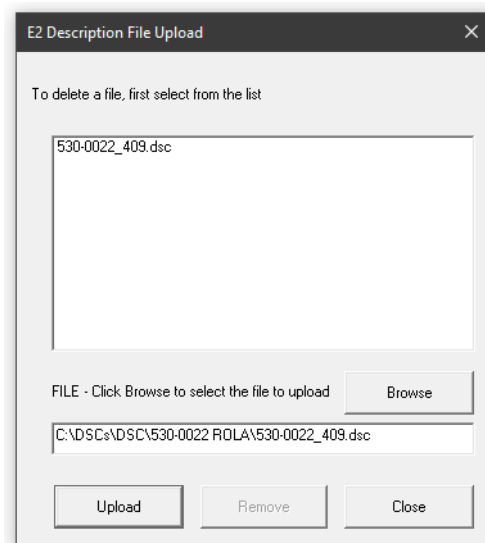 E2 Description File Upload
To delete a file, first select from the list
530-0022_409.dsc
FILE - Click Browse to select the file to upload
Browse
C:\DSCs\DSC\530-0022 ROLA\530-0022_409.dsc
Upload
Remove
Close